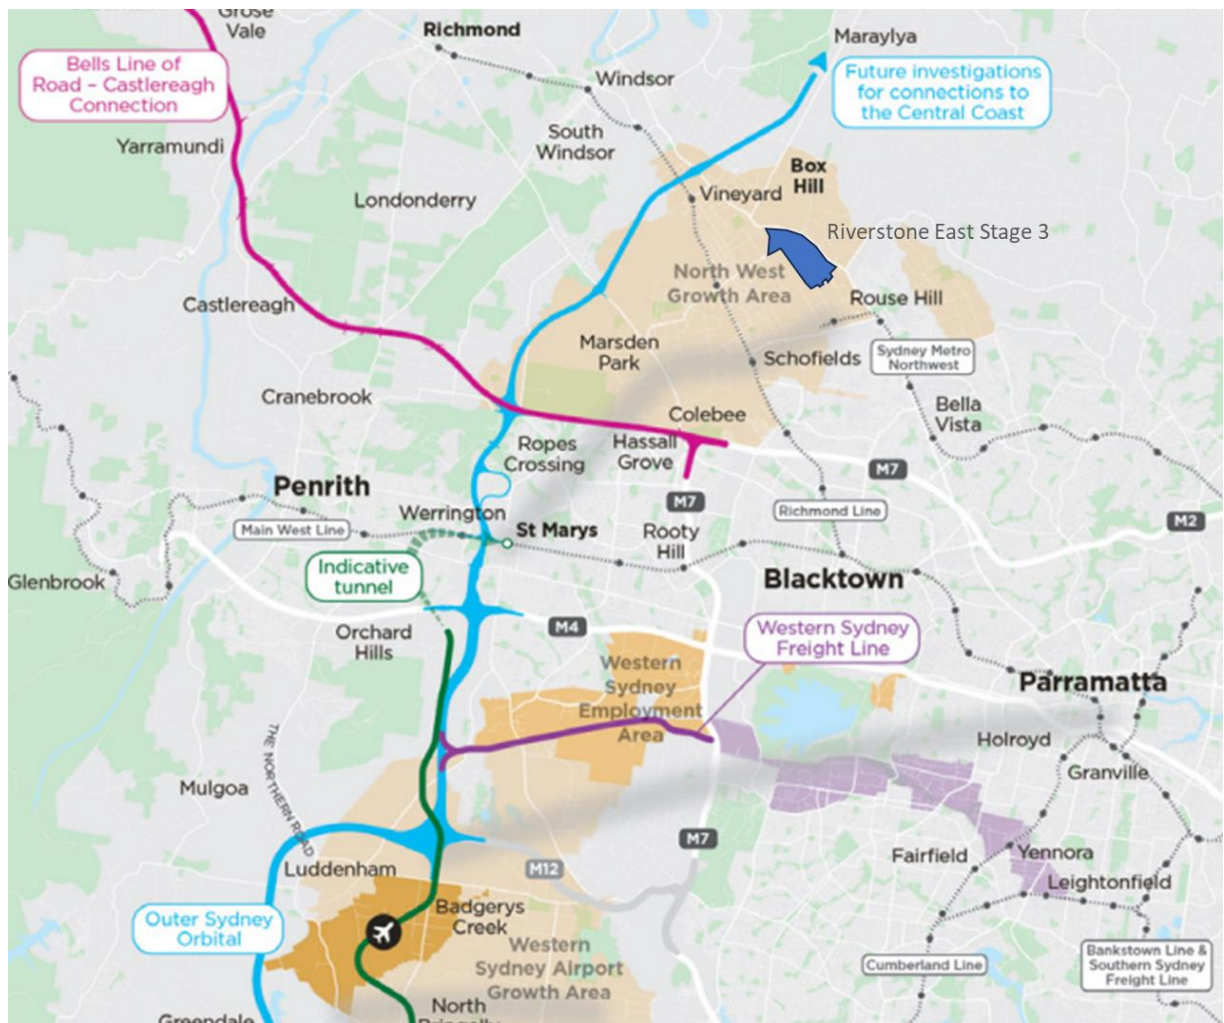 Grose
Vale
Richmond
Maraylya
Bells Line of
Road – Castlereagh
Connection
Windsor
Future investigations
for connections to
the Central Coast
Yarramundi
South
Windsor
Box
Hill
Londonderry
Vineyard
Riverstone East Stage 3
North West
Growth Area
Castlereagh
Rouse Hill
Marsden
Park
Schofields
Sydney Metro
Northwest
Cranebrook
Colebee
Bella
Vista
Ropes
Crossing
Hassall
Grove
M7
Penrith
M7
Werrington
Richmond Line
M2
Main West Line
St Marys
Rooty
Hill
Indicative
tunnel
Glenbrook
Blacktown
Orchard
Hills
M4
Western Sydney
Freight Line
Western
Sydney
Employment
Area
Parramatta
THE NORTHERN ROAD
Holroyd
Granville
Mulgoa
M7
Luddenham
M12
Fairfield
Yennora
Leightonfield
Outer Sydney
Orbital
Badgerys
Creek
Western
Sydney Airport
Growth Area
Cumberland Line
Bankstown Line &
Southern Sydney
Freight Line
North
Bringelly
Greendale